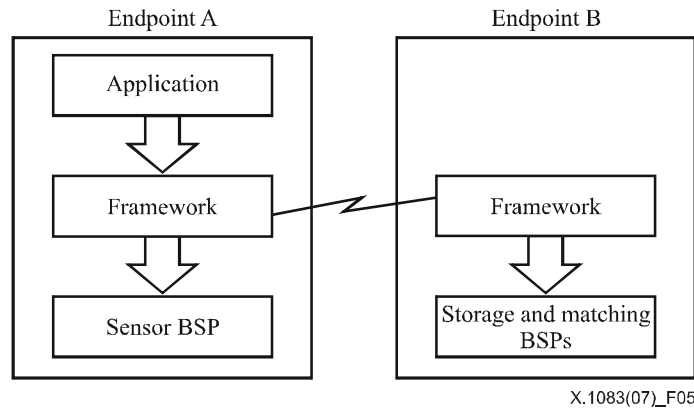 Endpoint A
Endpoint B
Application
Framework
Framework
Sensor BSP
Storage and matching
BSPs
X.1083(07)_F05